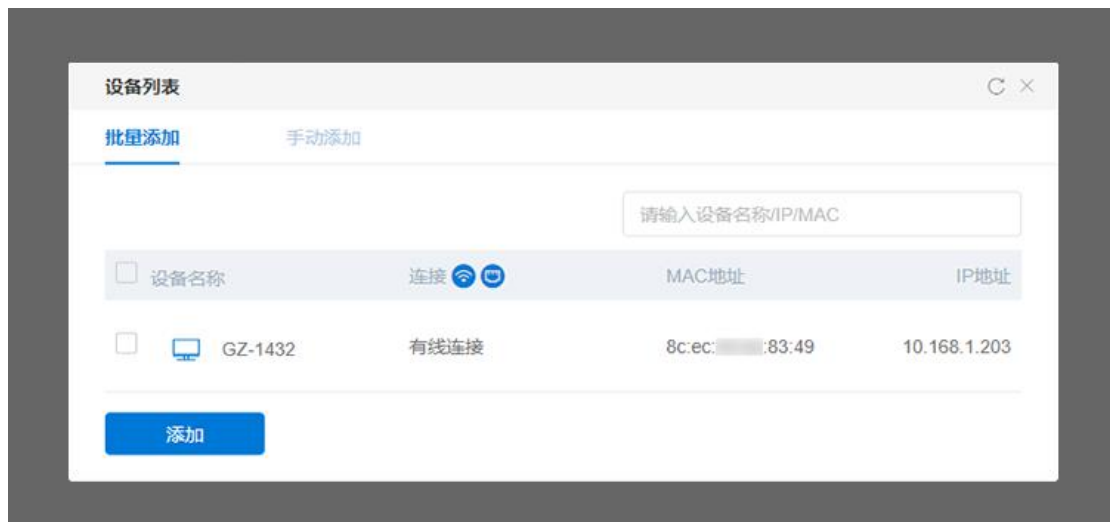 设备列表
批量添加 手动添加
请输入设备名称/IP/MAC
设备名称 连接 MAC地址 IP地址
GZ-1432 有线连接 8c:ec: :83:49 10.168.1.203
添加